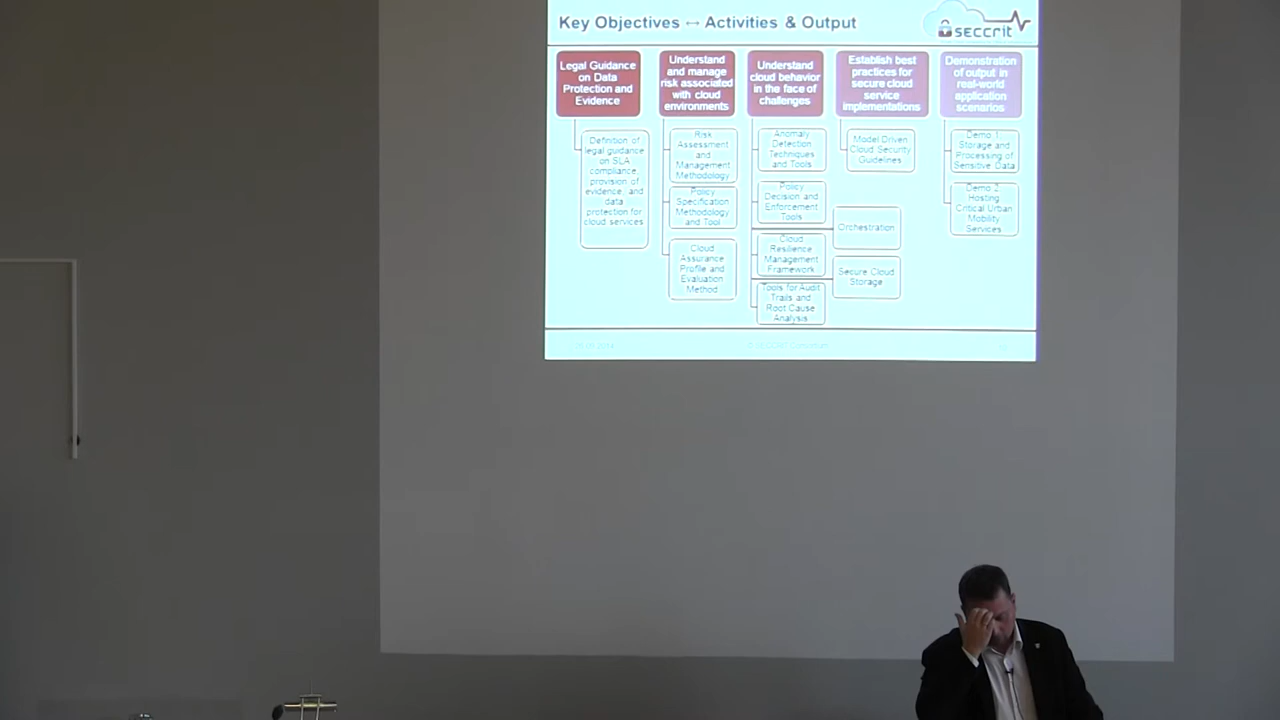 Key Objectives ↔ Activities & Output
seccrit
Legal Guidance
on Data
Protection and
Evidence
Definition of
legal guidance
on SLA
compliance,
provision of
evidence, and
data
protection for
cloud services
Understand
and manage
risk associated
with cloud
environments
Risk
Assessment
and
Management
Methodology
Policy
Specification
Methodology
and Tool
Cloud
Assurance
Profile and
Evaluation
Method
Understand
cloud behavior
in the face of
challenges
Anomaly
Detection
Techniques
and Tools
Policy
Decision and
Enforcement
Tools
Cloud
Resilience
Management
Framework
Tools for Audit
Trails and
Root Cause
Analysis
Establish best
practices for
secure cloud
service
implementations
Model Driven
Cloud Security
Guidelines
Orchestration
Secure Cloud
Storage
Demonstration
of output in
real-world
application
scenarios
Demo 1:
Storage and
Processing of
Sensitive Data
Demo 2:
Hosting
Critical Urban
Mobility
Services
© SECCRIT Consortium